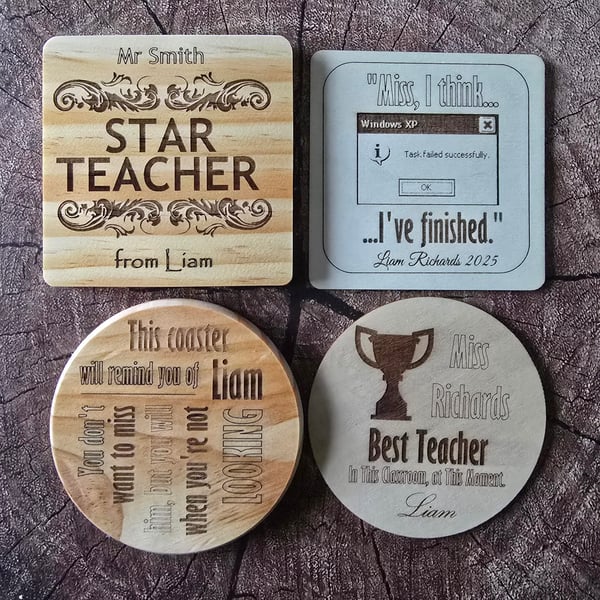 Mr Smith
STAR
TEACHER
from Liam
"Miss, I think...
Windows XP
Task failed successfully.
OK
...I've finished."
Liam Richards 2025
This coaster
will remind you of Liam
You don't
want to miss
him, but you will
when you're not
LOOKING
Miss
Richards
Best Teacher
In This Classroom, at This Moment.
Liam